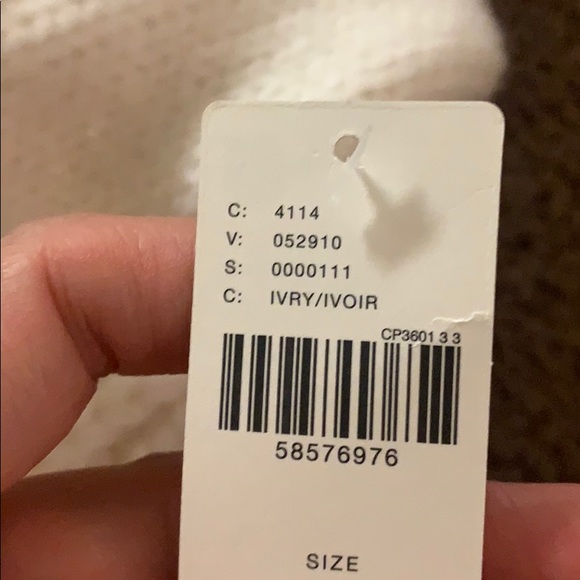 C: 4114
V: 052910
S: 0000111
C: IVRY/IVOIR
CP3601 3 3
58576976
SIZE